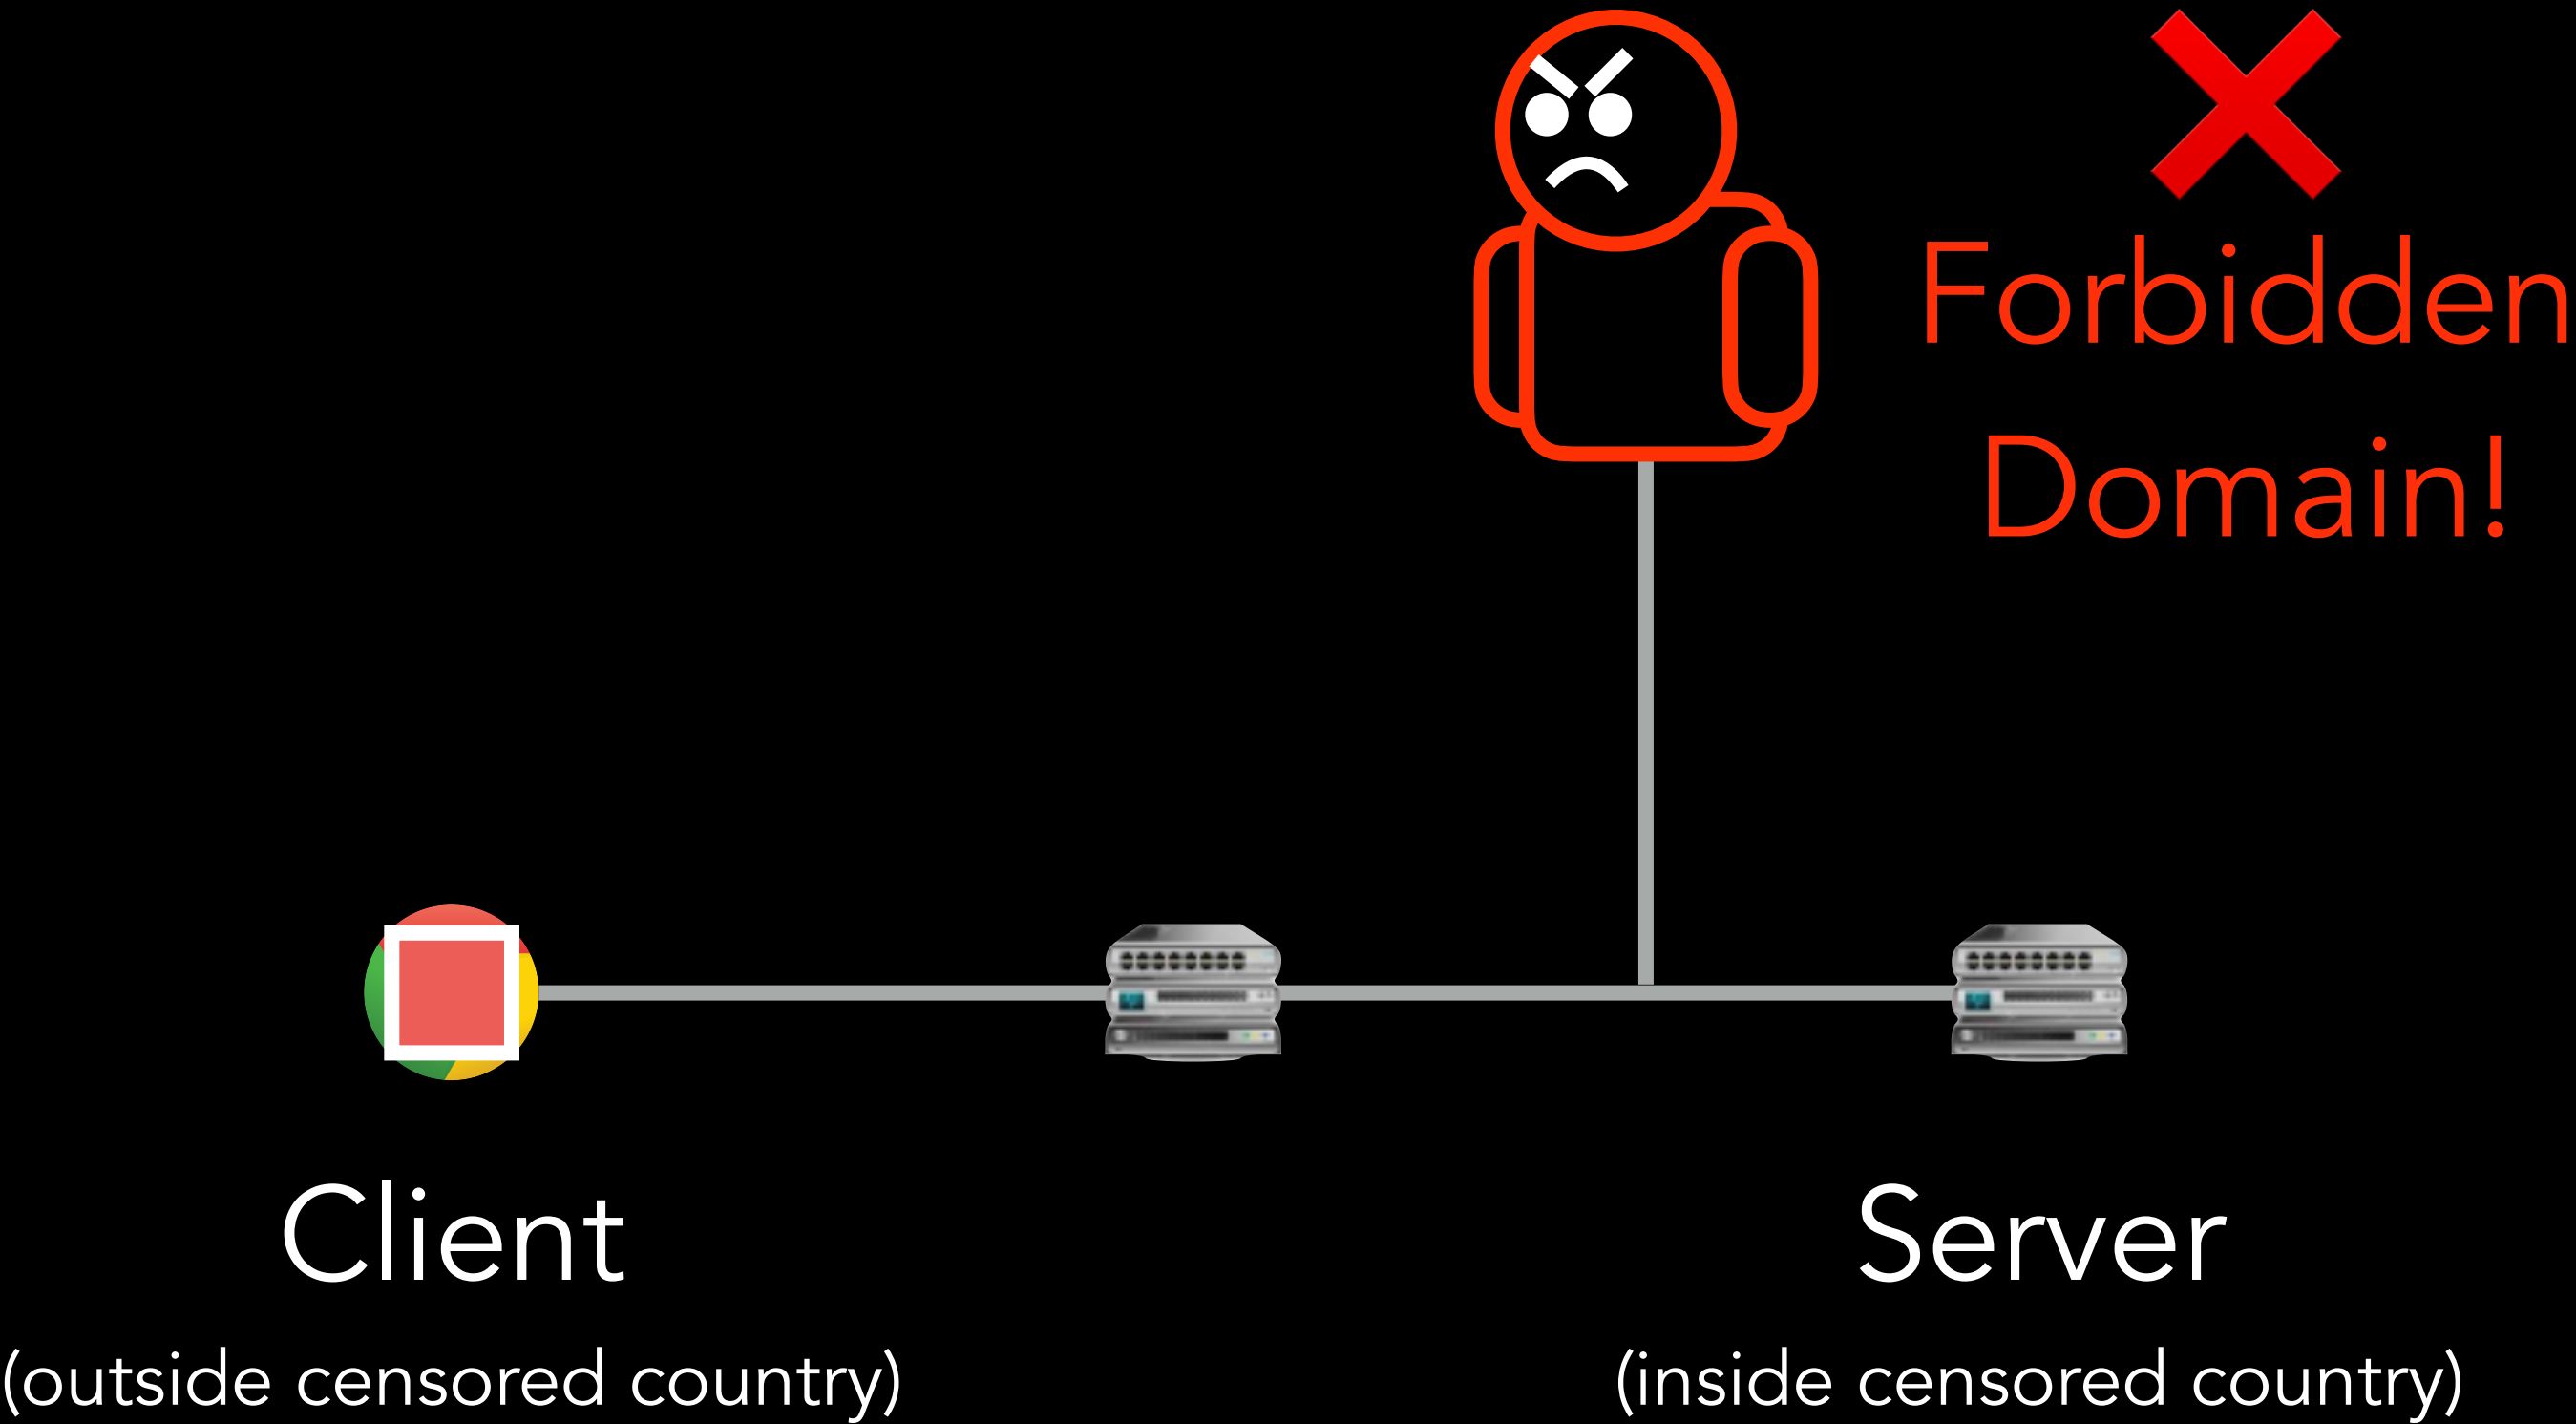 Forbidden
Domain!
Client
(outside censored country)
Server
(inside censored country)